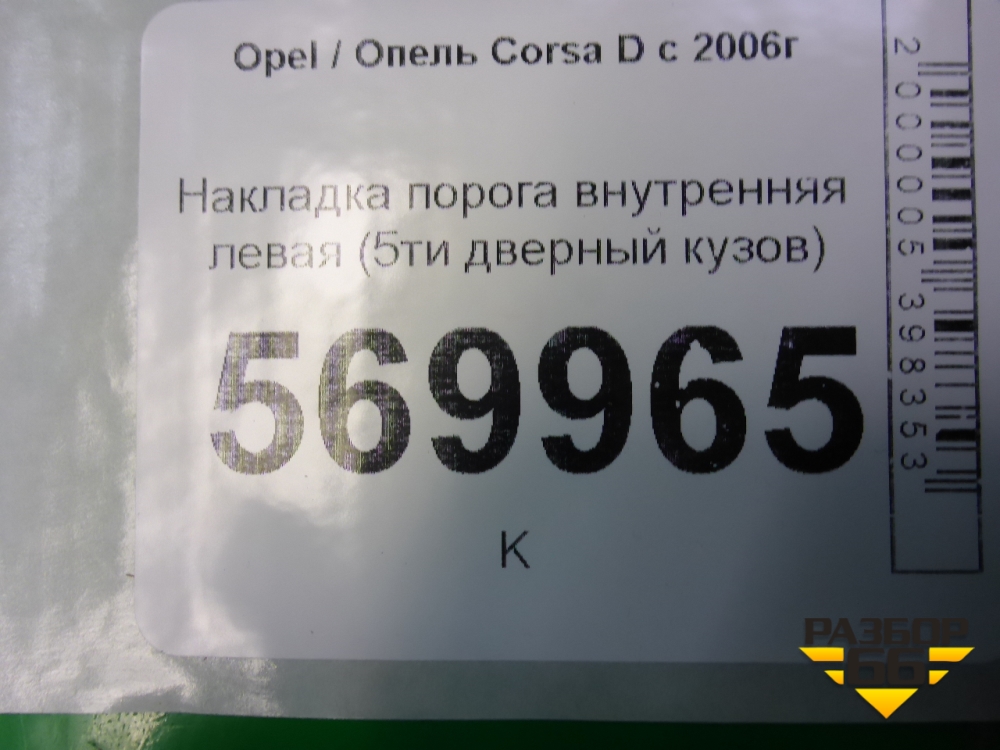 Opel / Опель Corsa D с 2006г
Накладка порога внутренняя
левая (5ти дверный кузов)
569965
К
2000005398353
РАЗБОР
66